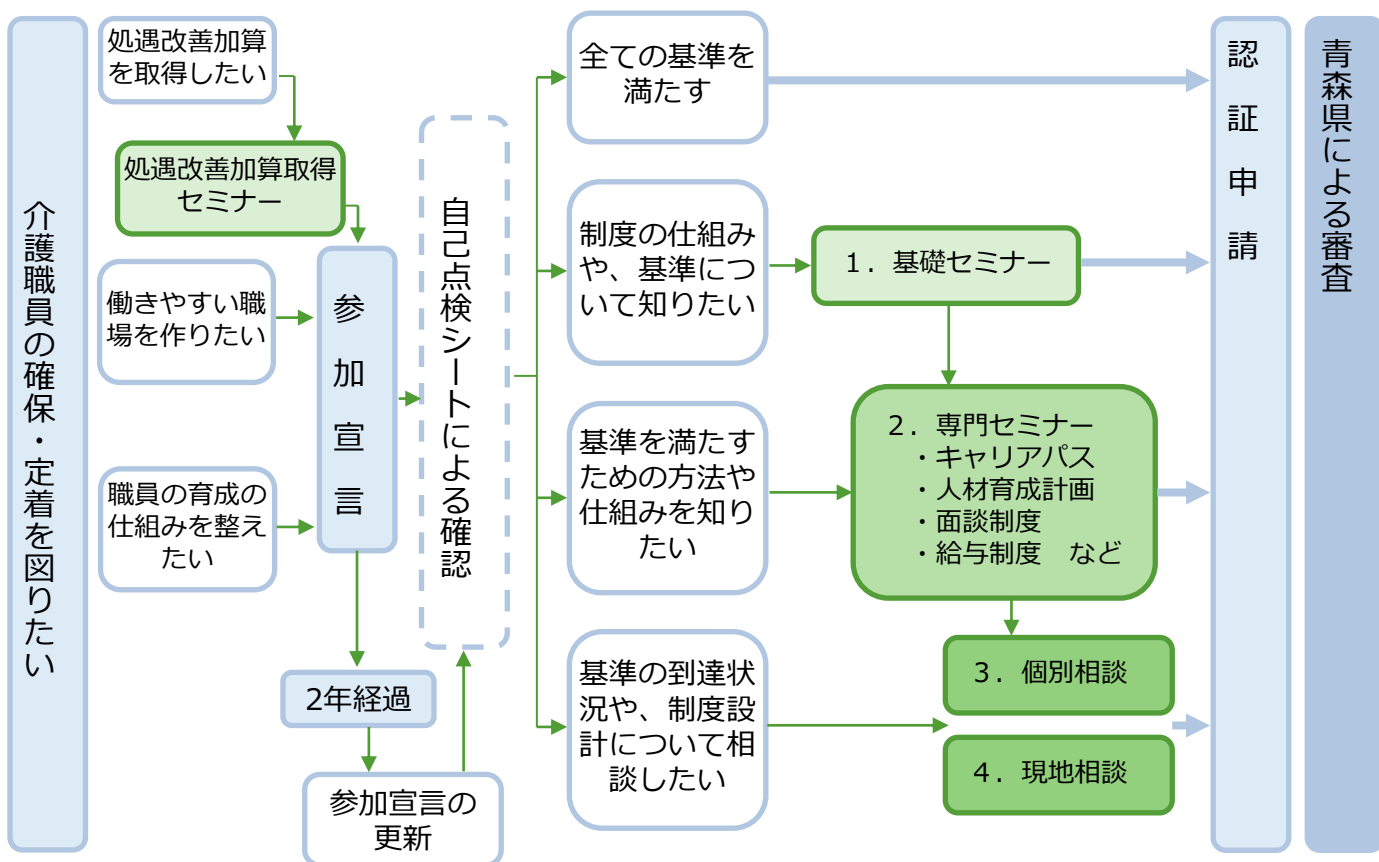 介護職員の確保・定着を図りたい
処遇改善加算
を取得したい
処遇改善加算取得
セミナー
働きやすい職
場を作りたい
職員の育成の
仕組みを整え
たい
参加宣言
2年経過
参加宣言の
更新
自己点検シートによる確認
全ての基準を
満たす
制度の仕組み
や、基準につ
いて知りたい
基準を満たす
ための方法や
仕組みを知り
たい
基準の到達状
況や、制度設
計について相
談したい
１．基礎セミナー
２．専門セミナー
・キャリアパス
・人材育成計画
・面談制度
・給与制度　など
３．個別相談
４．現地相談
認証申請
青森県による審査